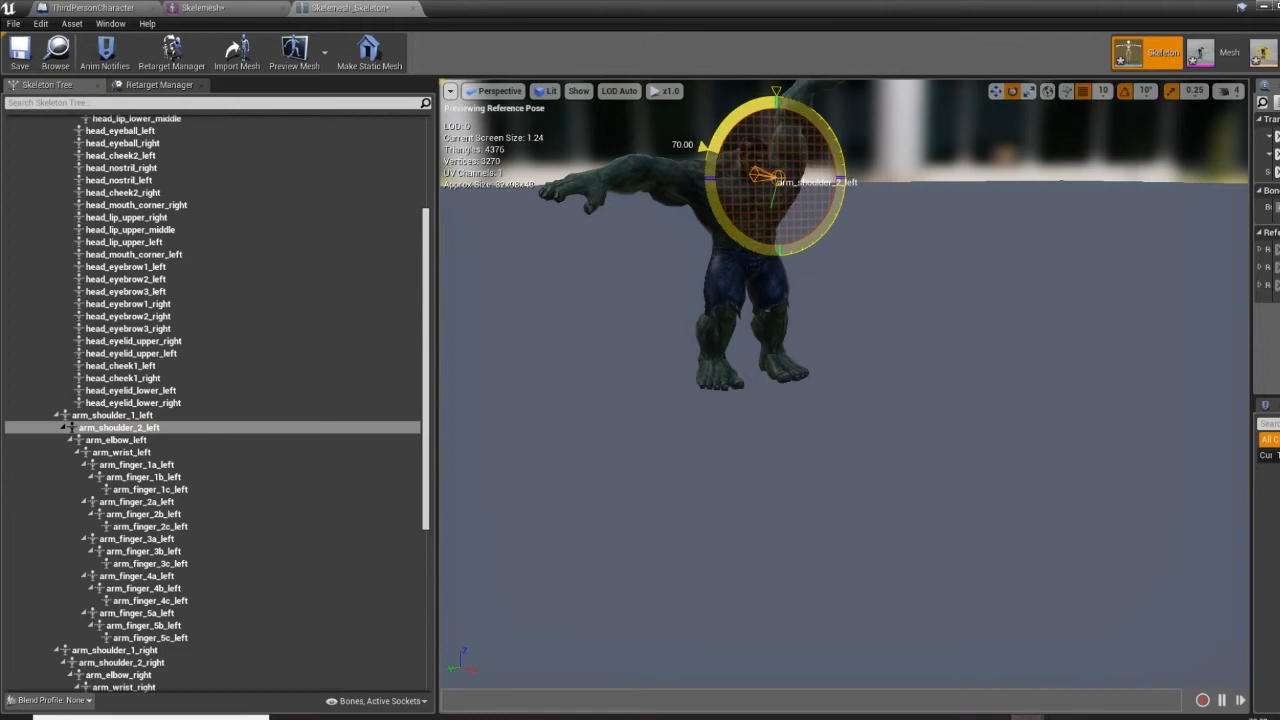 ThirdPersonCharacter
Skelemesh*
Skelemesh_Skeleton*
File Edit Asset Window Help
Save
Browse
Anim Notifies
Retarget Manager
Import Mesh
Preview Mesh
Make Static Mesh
Skeleton
Mesh
Skeleton Tree
Retarget Manager
Search Skeleton Tree...
head_lip_lower_middle
head_eyeball_left
head_eyeball_right
head_cheek2_left
head_nostril_right
head_nostril_left
head_cheek2_right
head_mouth_corner_right
head_lip_upper_right
head_lip_upper_middle
head_lip_upper_left
head_mouth_corner_left
head_eyebrow1_left
head_eyebrow2_left
head_eyebrow3_left
head_eyebrow1_right
head_eyebrow2_right
head_eyebrow3_right
head_eyelid_upper_right
head_eyelid_upper_left
head_cheek1_left
head_cheek1_right
head_eyelid_lower_left
head_eyelid_lower_right
arm_shoulder_1_left
arm_shoulder_2_left
arm_elbow_left
arm_wrist_left
arm_finger_1a_left
arm_finger_1b_left
arm_finger_1c_left
arm_finger_2a_left
arm_finger_2b_left
arm_finger_2c_left
arm_finger_3a_left
arm_finger_3b_left
arm_finger_3c_left
arm_finger_4a_left
arm_finger_4b_left
arm_finger_4c_left
arm_finger_5a_left
arm_finger_5b_left
arm_finger_5c_left
arm_shoulder_1_right
arm_shoulder_2_right
arm_elbow_right
arm_wrist_right
Blend Profile: None
Bones, Active Sockets
Perspective Lit Show LOD Auto x1.0
10 10° 0.25 4
Previewing Reference Pose
LOD: 0
Current Screen Size: 1.24
Triangles: 4376
Vertices: 3270
UV Channels: 1
70.00
arm_shoulder_2_left
Z